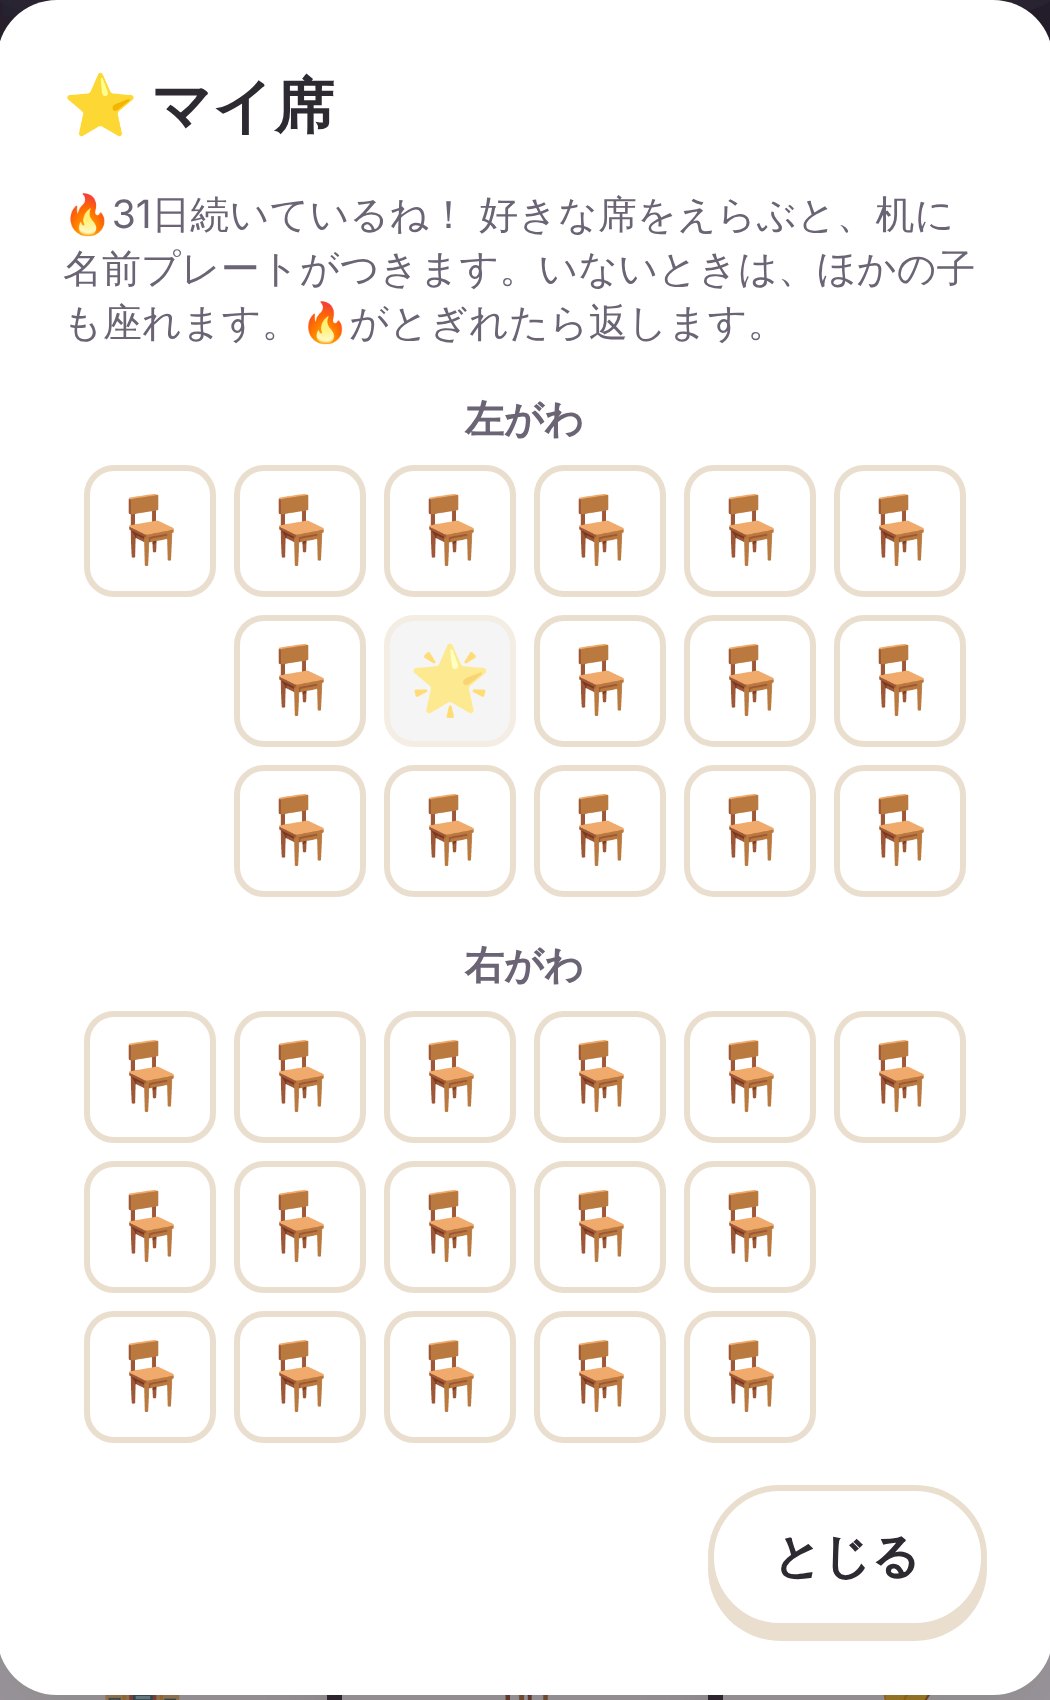 マイ席
31日続いているね！ 好きな席をえらぶと、机に
名前プレートがつきます。いないときは、ほかの子
も座れます。🔥がとぎれたら返します。
左がわ
右がわ
とじる